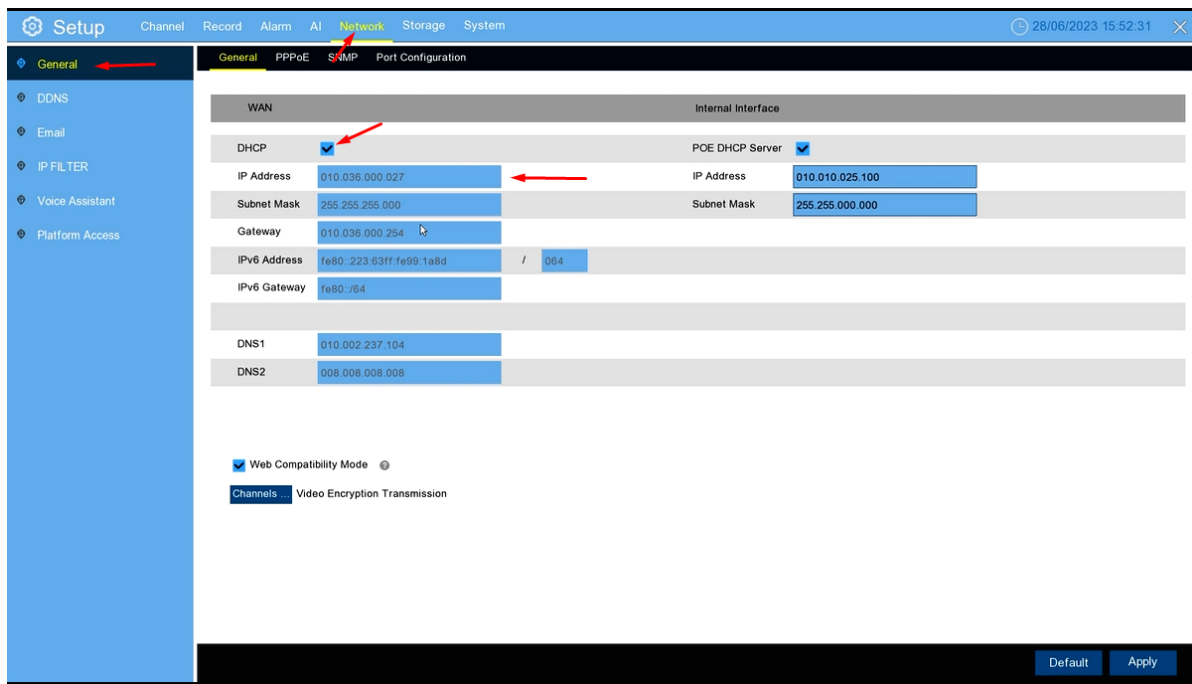 Setup Channel Record Alarm AI Network Storage System 28/06/2023 15:52:31
General PPPoE SNMP Port Configuration
General
DDNS
Email
IP FILTER
Voice Assistant
Platform Access
WAN Internal Interface
DHCP POE DHCP Server
IP Address 010.036.000.027 IP Address 010.010.025.100
Subnet Mask 255.255.255.000 Subnet Mask 255.255.000.000
Gateway 010.036.000.254
IPv6 Address fe80::223:63ff:fe99:1a8d / 064
IPv6 Gateway fe80::/64
DNS1 010.002.237.104
DNS2 008.008.008.008
Web Compatibility Mode ?
Channels ... Video Encryption Transmission
Default Apply